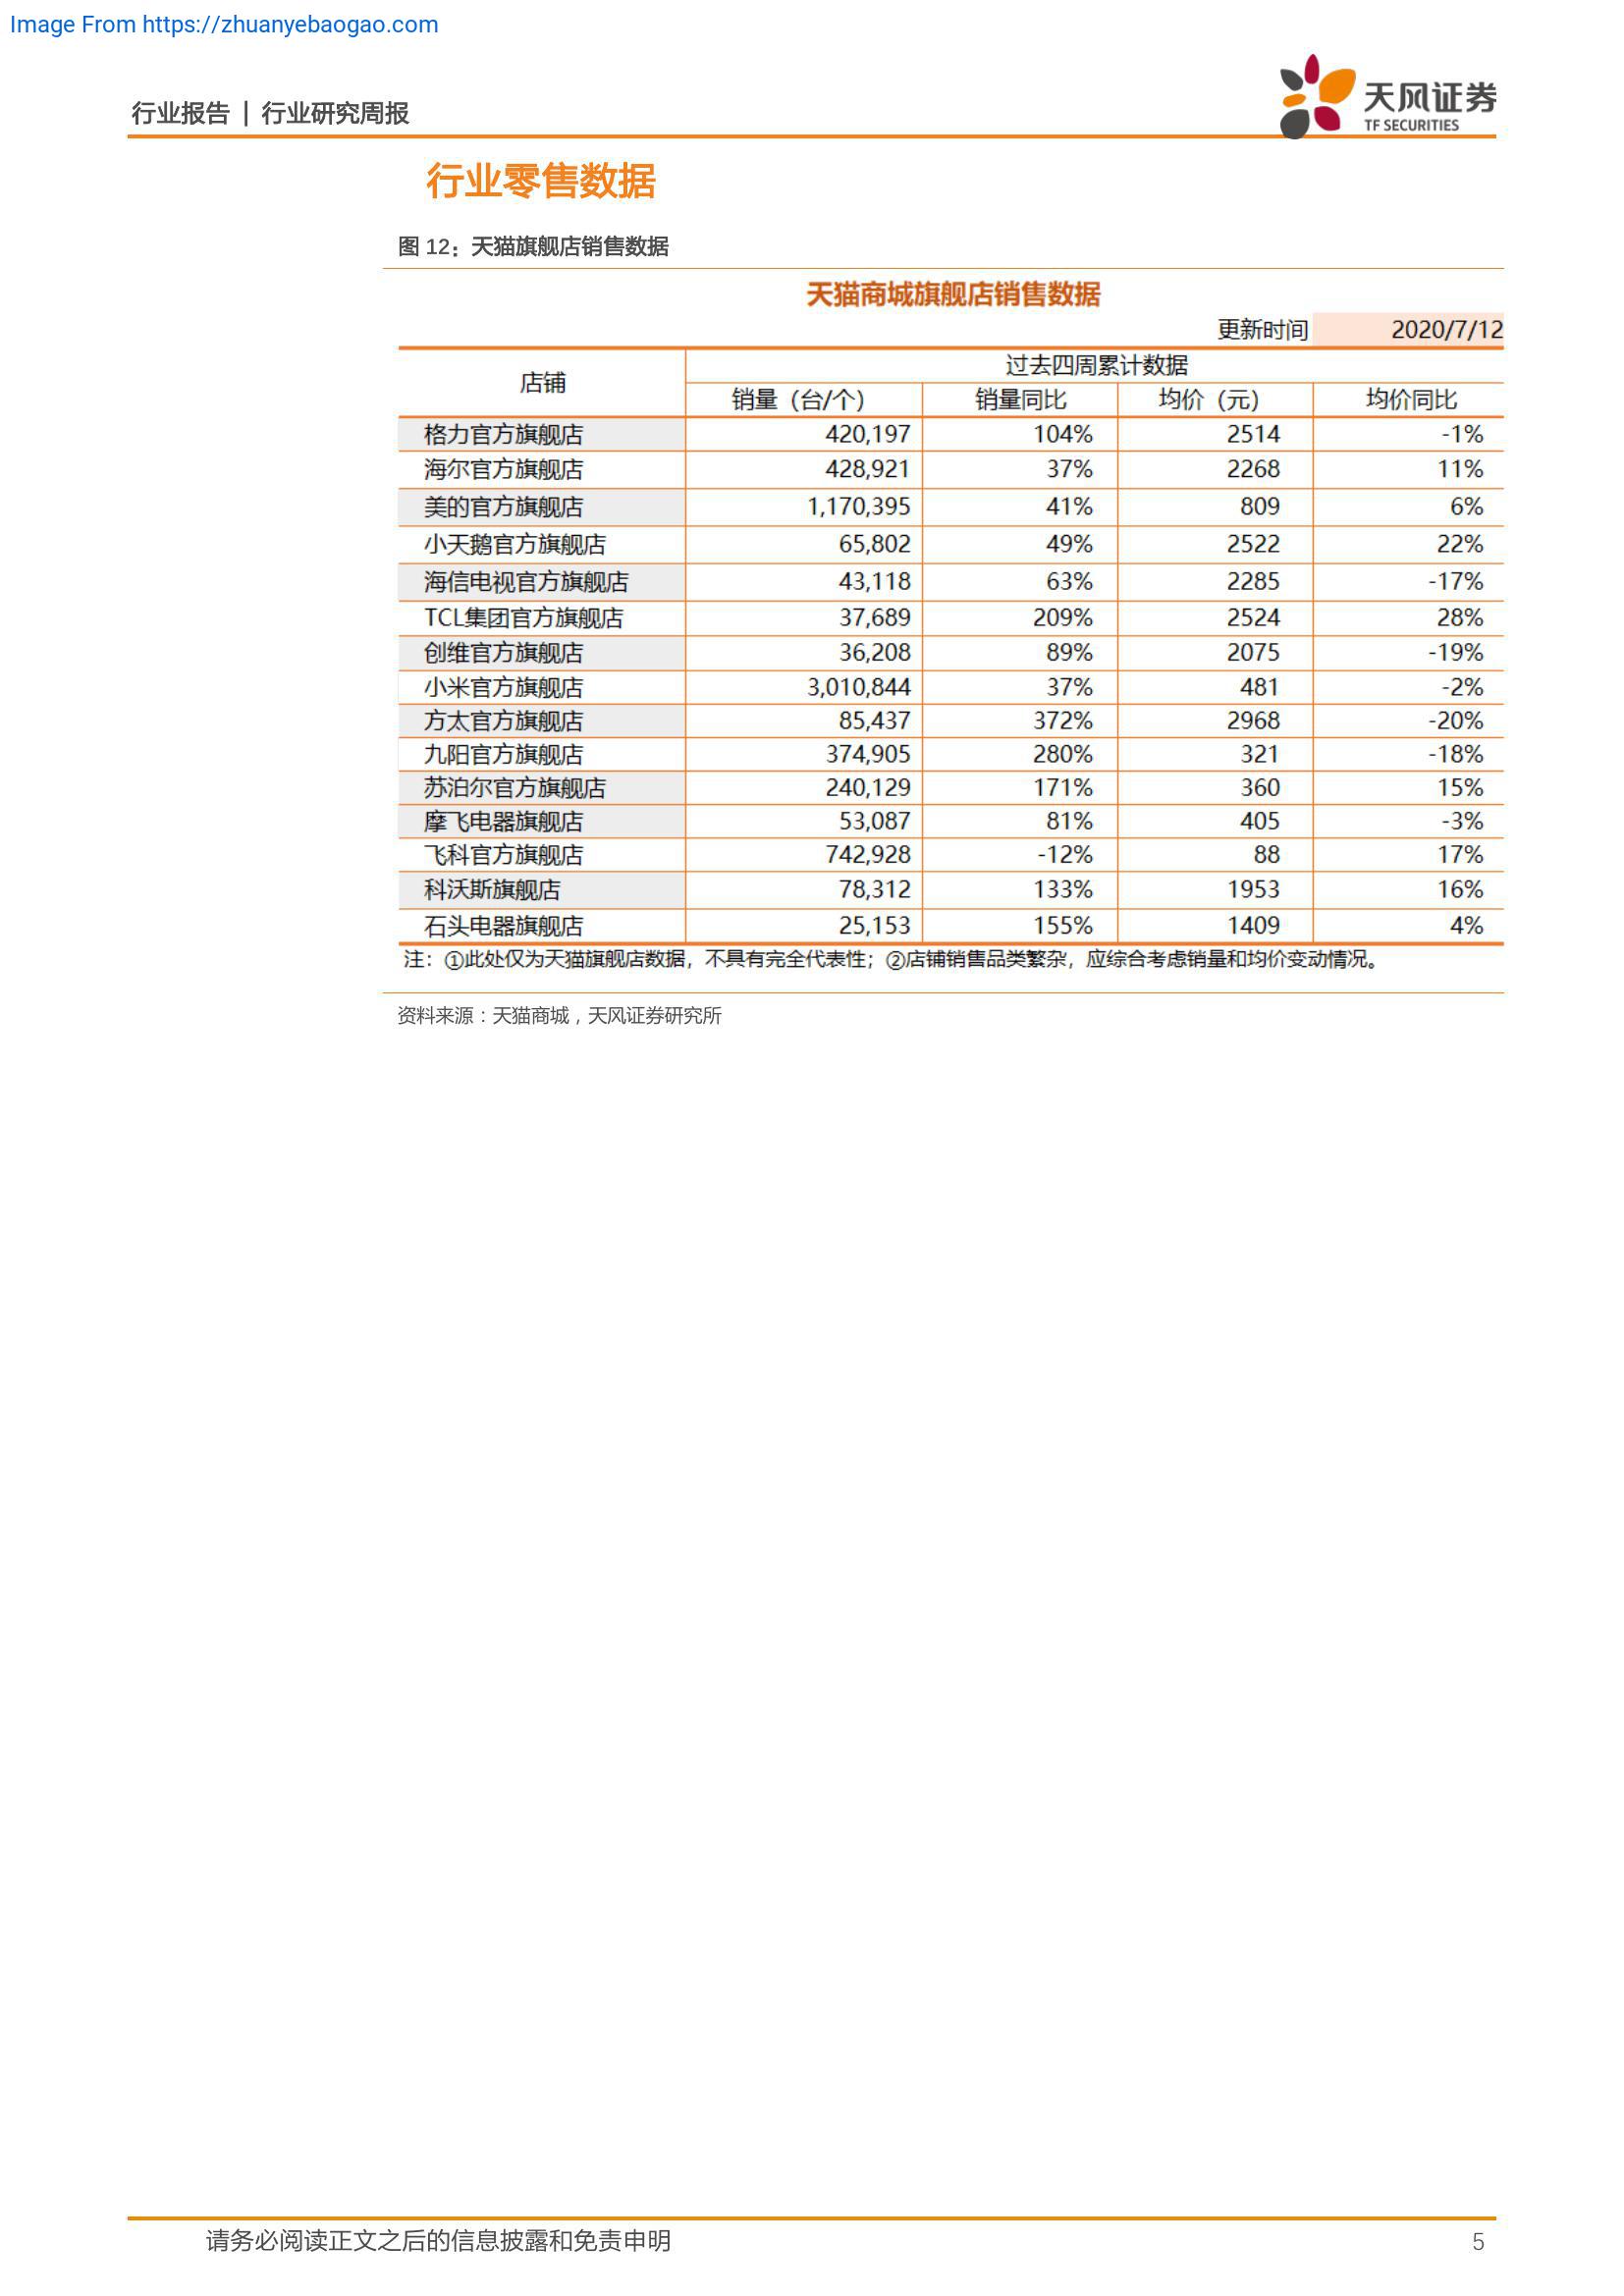 Image From https://zhuanyebaogao.com
行业报告 | 行业研究周报
天风证券
TF SECURITIES
行业零售数据
图 12：天猫旗舰店销售数据
天猫商城旗舰店销售数据
更新时间 2020/7/12
店铺 过去四周累计数据
销量（台/个） 销量同比 均价（元） 均价同比
格力官方旗舰店 420,197 104% 2514 -1%
海尔官方旗舰店 428,921 37% 2268 11%
美的官方旗舰店 1,170,395 41% 809 6%
小天鹅官方旗舰店 65,802 49% 2522 22%
海信电视官方旗舰店 43,118 63% 2285 -17%
TCL集团官方旗舰店 37,689 209% 2524 28%
创维官方旗舰店 36,208 89% 2075 -19%
小米官方旗舰店 3,010,844 37% 481 -2%
方太官方旗舰店 85,437 372% 2968 -20%
九阳官方旗舰店 374,905 280% 321 -18%
苏泊尔官方旗舰店 240,129 171% 360 15%
摩飞电器旗舰店 53,087 81% 405 -3%
飞科官方旗舰店 742,928 -12% 88 17%
科沃斯旗舰店 78,312 133% 1953 16%
石头电器旗舰店 25,153 155% 1409 4%
注：①此处仅为天猫旗舰店数据，不具有完全代表性；②店铺销售品类繁杂，应综合考虑销量和均价变动情况。
资料来源：天猫商城，天风证券研究所
请务必阅读正文之后的信息披露和免责申明 5